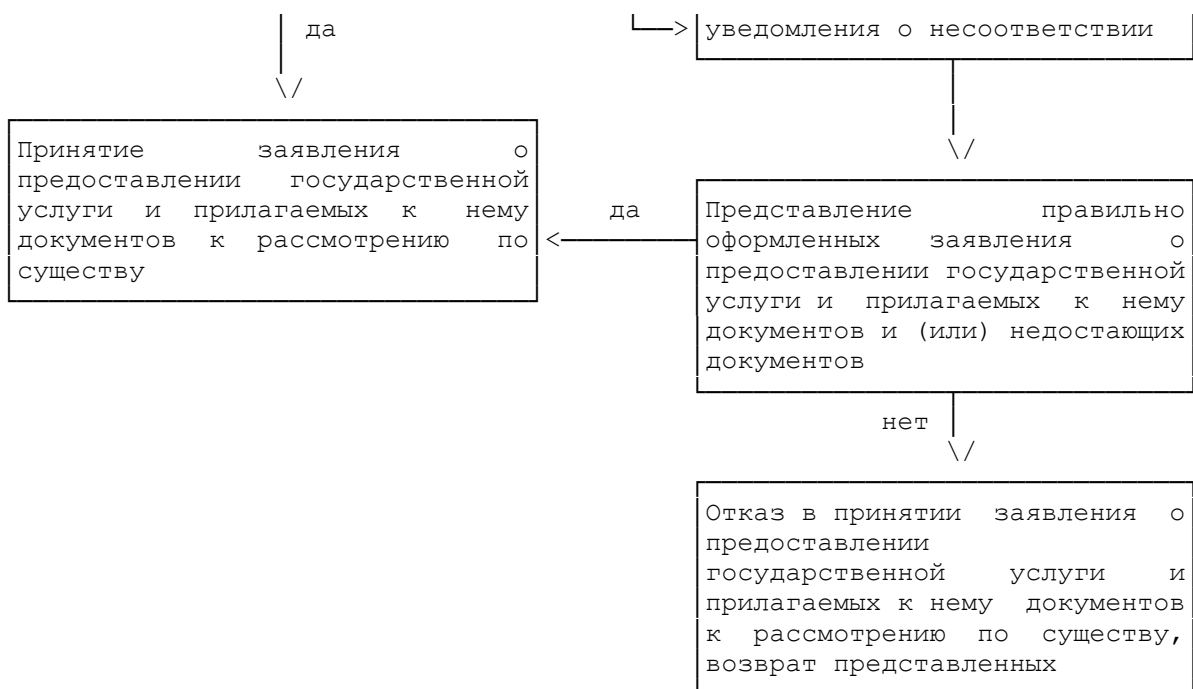 да
уведомления о несоответствии
Принятие заявления о
предоставлении государственной
услуги и прилагаемых к нему
документов к рассмотрению по
существу
да
Представление правильно
оформленных заявления о
предоставлении государственной
услуги и прилагаемых к нему
документов и (или) недостающих
документов
нет
Отказ в принятии заявления о
предоставлении
государственной услуги и
прилагаемых к нему документов
к рассмотрению по существу,
возврат представленных